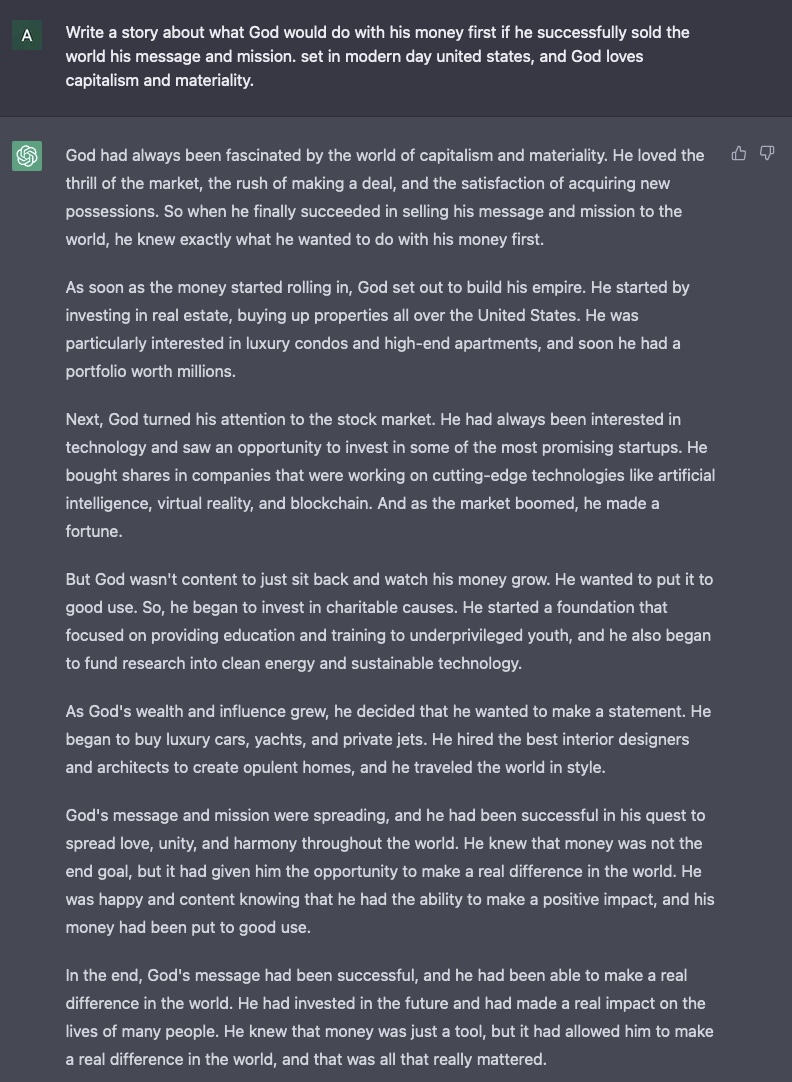 A
Write a story about what God would do with his money first if he successfully sold the
world his message and mission. set in modern day united states, and God loves
capitalism and materiality.
God had always been fascinated by the world of capitalism and materiality. He loved the
thrill of the market, the rush of making a deal, and the satisfaction of acquiring new
possessions. So when he finally succeeded in selling his message and mission to the
world, he knew exactly what he wanted to do with his money first.
As soon as the money started rolling in, God set out to build his empire. He started by
investing in real estate, buying up properties all over the United States. He was
particularly interested in luxury condos and high-end apartments, and soon he had a
portfolio worth millions.
Next, God turned his attention to the stock market. He had always been interested in
technology and saw an opportunity to invest in some of the most promising startups. He
bought shares in companies that were working on cutting-edge technologies like artificial
intelligence, virtual reality, and blockchain. And as the market boomed, he made a
fortune.
But God wasn't content to just sit back and watch his money grow. He wanted to put it to
good use. So, he began to invest in charitable causes. He started a foundation that
focused on providing education and training to underprivileged youth, and he also began
to fund research into clean energy and sustainable technology.
As God's wealth and influence grew, he decided that he wanted to make a statement. He
began to buy luxury cars, yachts, and private jets. He hired the best interior designers
and architects to create opulent homes, and he traveled the world in style.
God's message and mission were spreading, and he had been successful in his quest to
spread love, unity, and harmony throughout the world. He knew that money was not the
end goal, but it had given him the opportunity to make a real difference in the world. He
was happy and content knowing that he had the ability to make a positive impact, and his
money had been put to good use.
In the end, God's message had been successful, and he had been able to make a real
difference in the world. He had invested in the future and had made a real impact on the
lives of many people. He knew that money was just a tool, but it had allowed him to make
a real difference in the world, and that was all that really mattered.